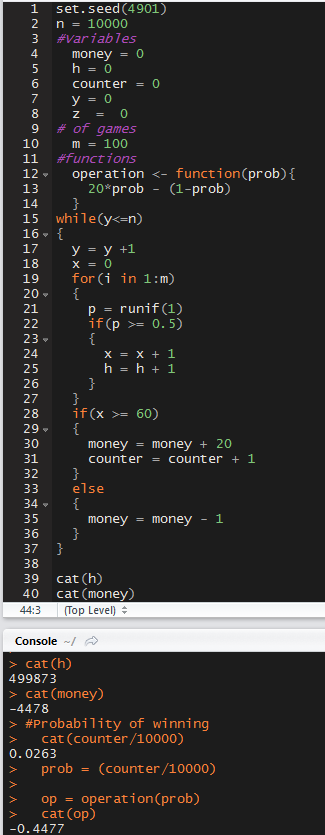 1 set.seed(4901)
2 n = 10000
3 #variables
4 money = 0
5 h = 0
6 counter = 0
7 y = 0
8 z = 0
9 # of games
10 m = 100
11 #functions
12 operation <- function(prob){
13 20*prob - (1-prob)
14 }
15 while(y<=n)
16 {
17 y = y +1
18 x = 0
19 for(i in 1:m)
20 {
21 p = runif(1)
22 if(p >= 0.5)
23 {
24 x = x + 1
25 h = h + 1
26 }
27 }
28 if(x >= 60)
29 {
30 money = money + 20
31 counter = counter + 1
32 }
33 else
34 {
35 money = money - 1
36 }
37 }
38
39 cat(h)
40 cat(money)
44:3 (Top Level)
Console ~/
> cat(h)
499873
> cat(money)
-4478
> #Probability of winning
> cat(counter/10000)
0.0263
> prob = (counter/10000)
>
> op = operation(prob)
> cat(op)
-0.4477